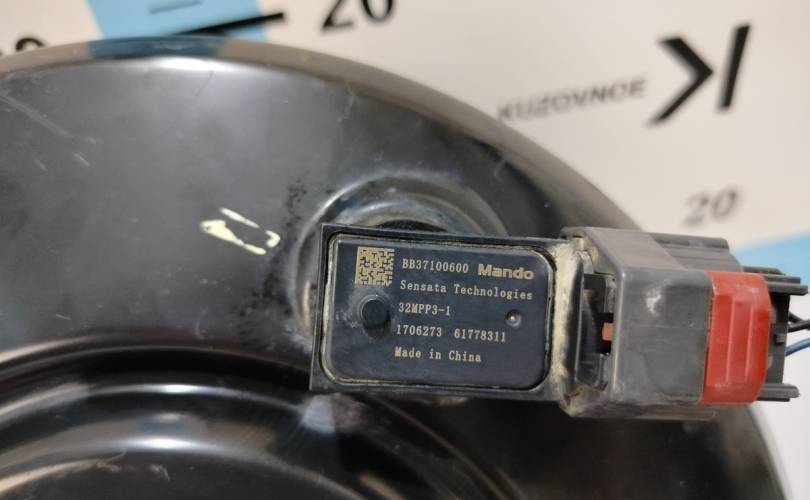 20
KUZOVNOE
20
BB37100600 Mando
Sensata Technologies
32MPP3-1
1706273 61778311
Made in China